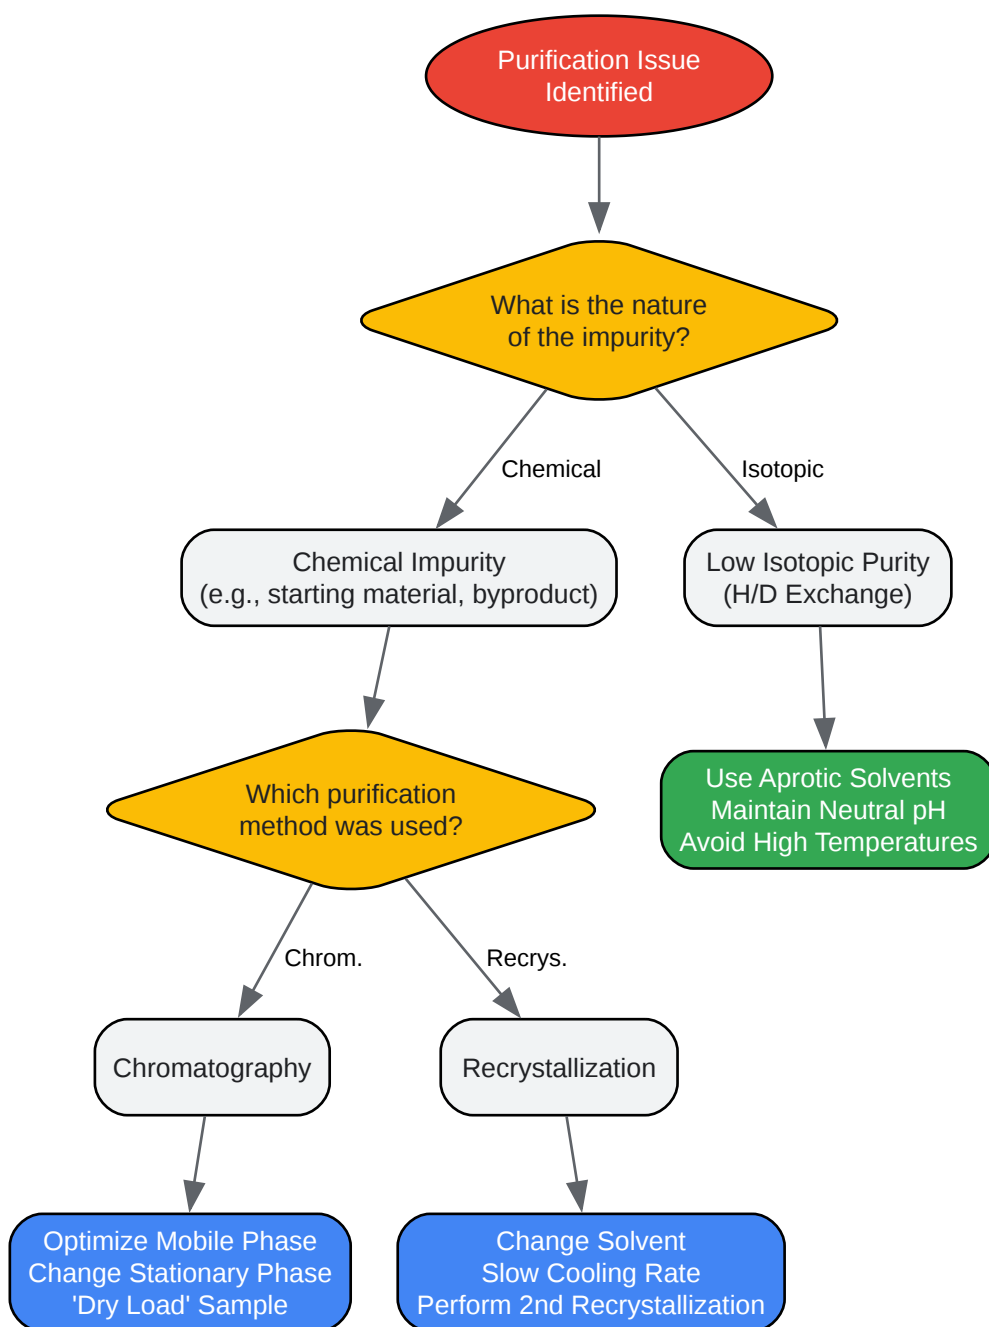 Purification Issue
Identified
What is the nature
of the impurity?
Chemical
Isotopic
Chemical Impurity
(e.g., starting material, byproduct)
Low Isotopic Purity
(H/D Exchange)
Which purification
method was used?
Use Aprotic Solvents
Maintain Neutral pH
Avoid High Temperatures
Chrom.
Recrys.
Chromatography
Recrystallization
Optimize Mobile Phase
Change Stationary Phase
'Dry Load' Sample
Change Solvent
Slow Cooling Rate
Perform 2nd Recrystallization